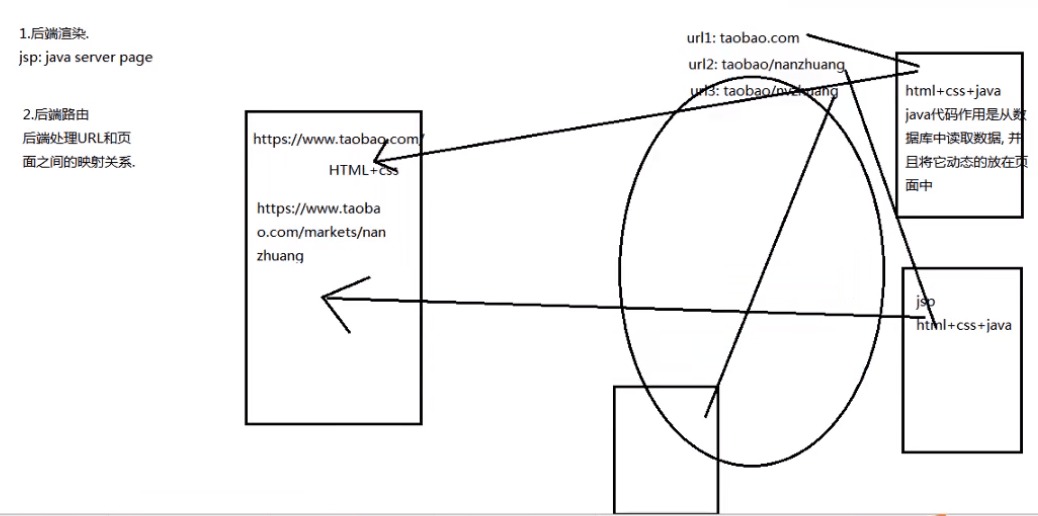 1.后端渲染.
jsp: java server page
2.后端路由
后端处理URL和页
面之间的映射关系.
https://www.taobao.com/
HTML+css
https://www.taoba
o.com/markets/nan
zhuang
url1: taobao.com
url2: taobao/nanzhuang
url3: taobao/nvzhuang
html+css+java
java代码作用是从数
据库中读取数据, 并
且将它动态的放在页
面中
jsp
html+css+java